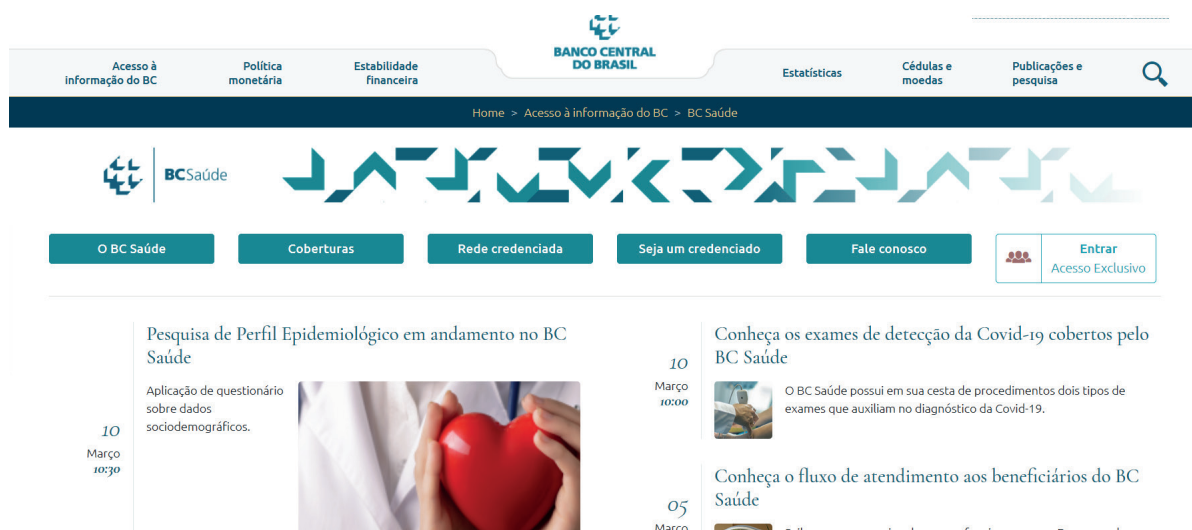 BANCO CENTRAL
DO BRASIL
Acesso à
informação do BC
Política
monetária
Estabilidade
financeira
Estatísticas
Cédulas e
moedas
Publicações e
pesquisa
Home > Acesso à informação do BC > BC Saúde
BCSaúde
O BC Saúde
Coberturas
Rede credenciada
Seja um credenciado
Fale conosco
Entrar
Acesso Exclusivo
10
Março
10:30
Pesquisa de Perfil Epidemiológico em andamento no BC
Saúde
Aplicação de questionário
sobre dados
sociodemográficos.
10
Março
10:00
Conheça os exames de detecção da Covid-19 cobertos pelo
BC Saúde
O BC Saúde possui em sua cesta de procedimentos dois tipos de
exames que auxiliam no diagnóstico da Covid-19.
05
Março
Conheça o fluxo de atendimento aos beneficiários do BC
Saúde